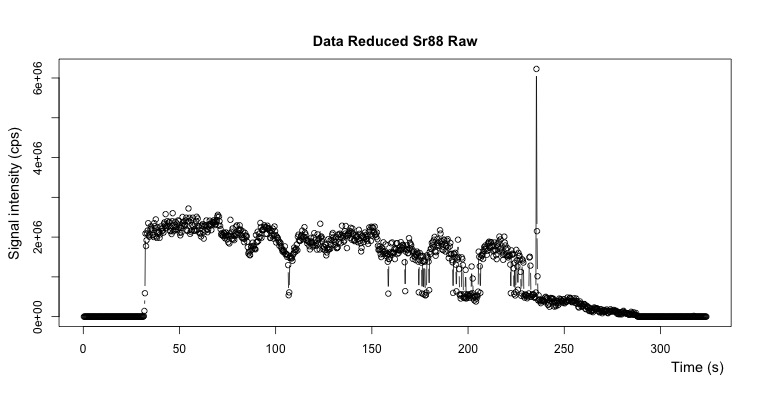 Data Reduced Sr88 Raw
Signal intensity (cps)
6e+06
4e+06
2e+06
0e+00
0 50 100 150 200 250 300
Time (s)